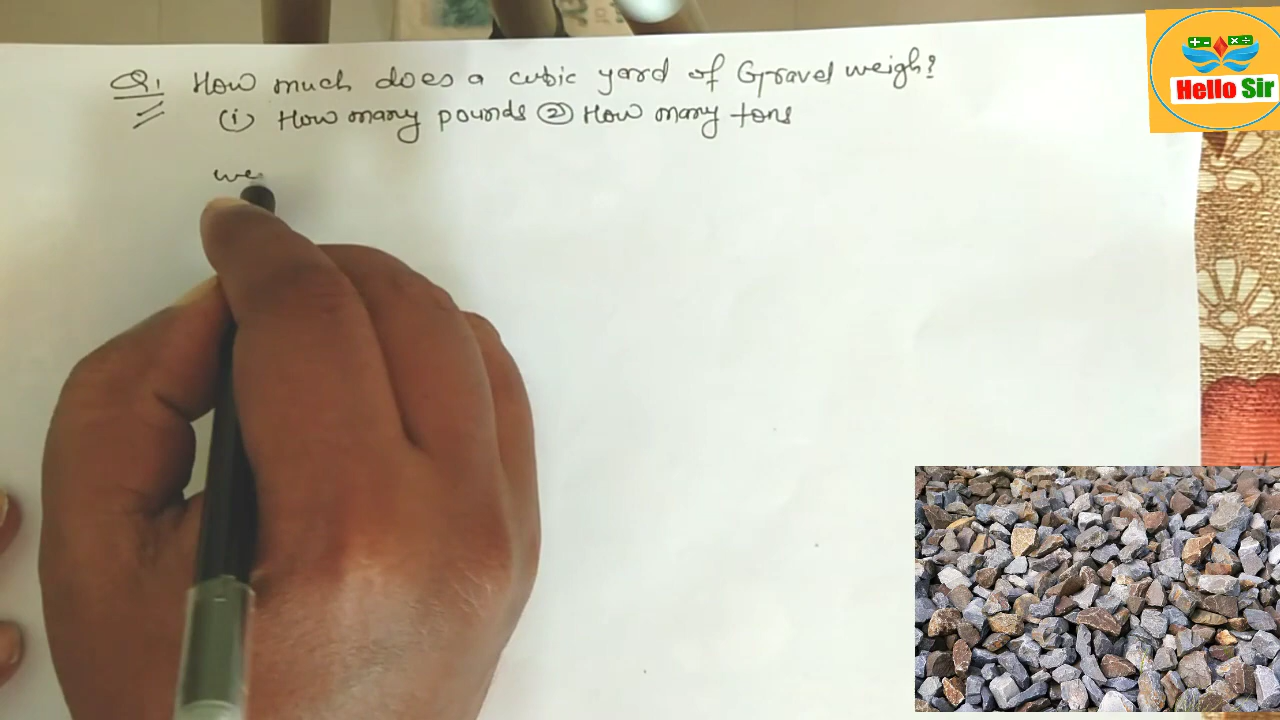 Q1 How much does a cubic yard of Gravel weigh?
(i) How many pounds (2) How many tons
we
+ - × ÷
Hello Sir